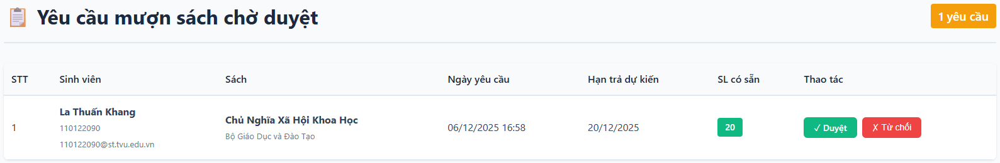 📋 Yêu cầu mượn sách chờ duyệt
1 yêu cầu
STT Sinh viên Sách Ngày yêu cầu Hạn trả dự kiến SL có sẵn Thao tác
1 La Thuấn Khang 110122090 110122090@st.tvu.edu.vn Chủ Nghĩa Xã Hội Khoa Học Bộ Giáo Dục và Đào Tạo 06/12/2025 16:58 20/12/2025 20 ✓ Duyệt ✗ Từ chối